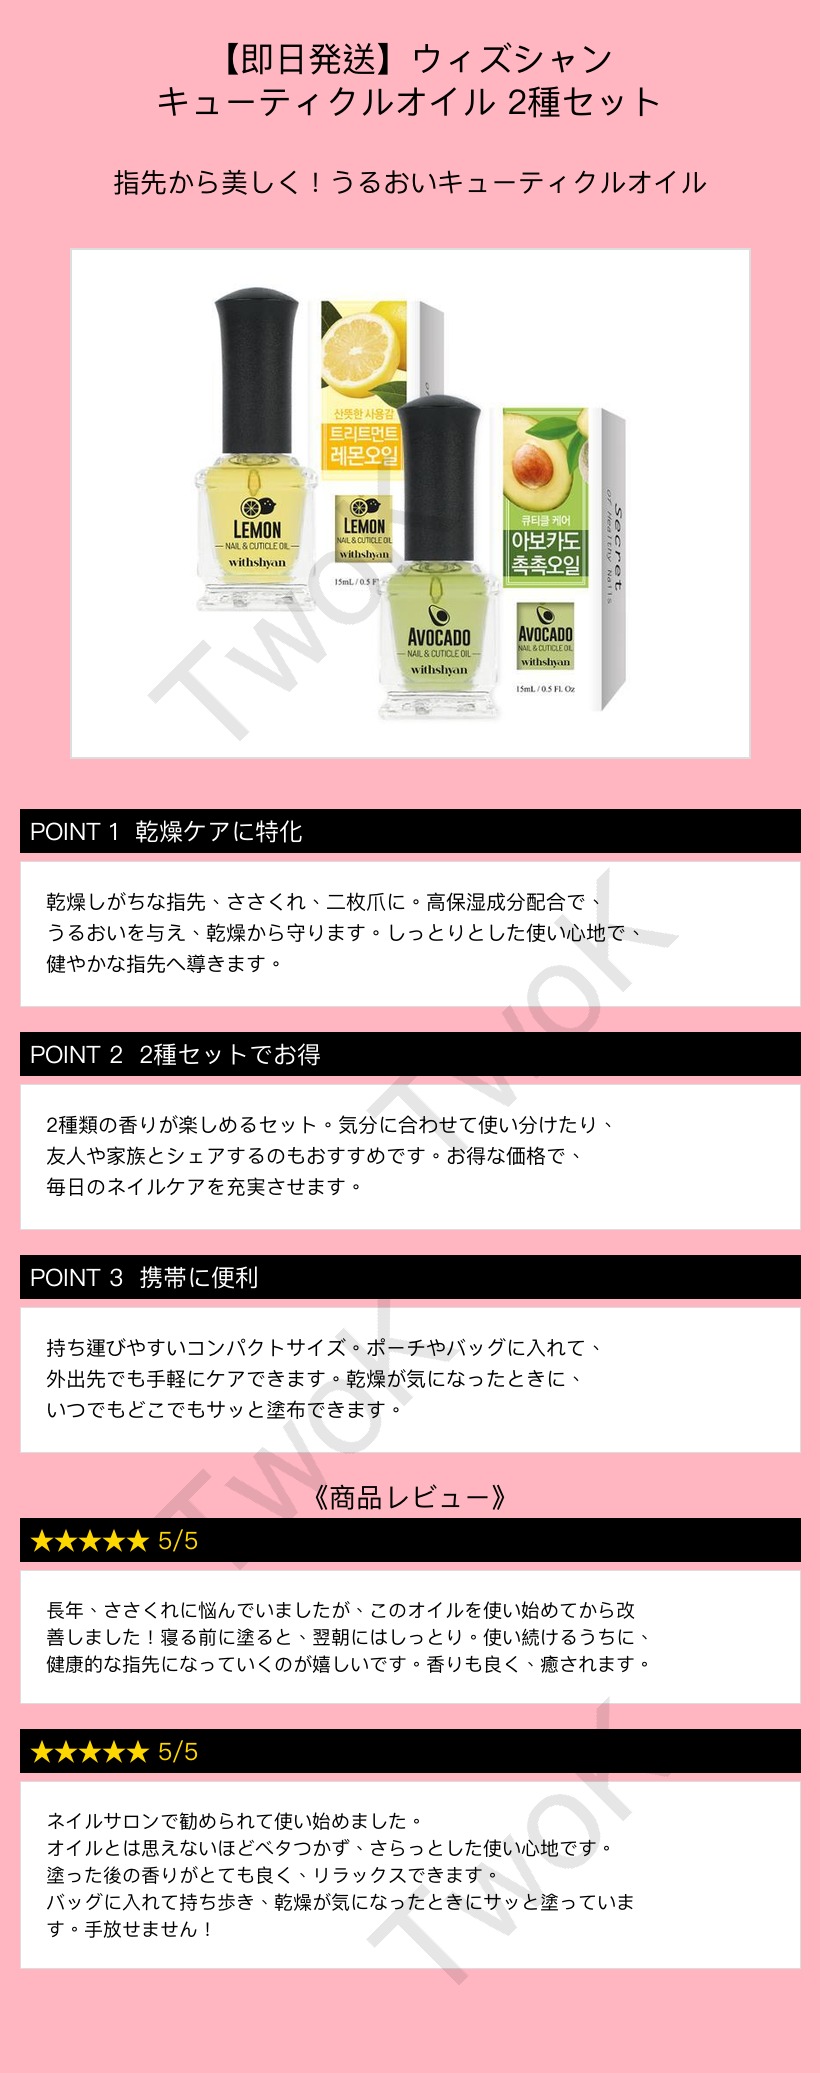 【即日発送】ウィズシャン
キューティクルオイル 2種セット
指先から美しく！うるおいキューティクルオイル
산뜻한 사용감
트리트먼트
레몬오일
LEMON
NAIL & CUTICLE OIL
withshyan
LEMON
NAIL & CUTICLE OIL
withshyan
15mL / 0.5 F
큐티클 케어
아보카도
촉촉오일
Secret
of Healthy Nails
AVOCADO
NAIL & CUTICLE OIL
withshyan
AVOCADO
NAIL & CUTICLE OIL
withshyan
15mL / 0.5 Fl. Oz
TwoK
POINT 1 乾燥ケアに特化
乾燥しがちな指先、ささくれ、二枚爪に。高保湿成分配合で、
うるおいを与え、乾燥から守ります。しっとりとした使い心地で、
健やかな指先へ導きます。
TwoK
POINT 2 2種セットでお得
2種類の香りが楽しめるセット。気分に合わせて使い分けたり、
友人や家族とシェアするのもおすすめです。お得な価格で、
毎日のネイルケアを充実させます。
POINT 3 携帯に便利
持ち運びやすいコンパクトサイズ。ポーチやバッグに入れて、
外出先でも手軽にケアできます。乾燥が気になったときに、
いつでもどこでもサッと塗布できます。
TwoK
《商品レビュー》
★★★★★ 5/5
長年、ささくれに悩んでいましたが、このオイルを使い始めてから改
善しました！寝る前に塗ると、翌朝にはしっとり。使い続けるうちに、
健康的な指先になっていくのが嬉しいです。香りも良く、癒されます。
★★★★★ 5/5
ネイルサロンで勧められて使い始めました。
オイルとは思えないほどベタつかず、さらっとした使い心地です。
塗った後の香りがとても良く、リラックスできます。
バッグに入れて持ち歩き、乾燥が気になったときにサッと塗っていま
す。手放せません！
TwoK